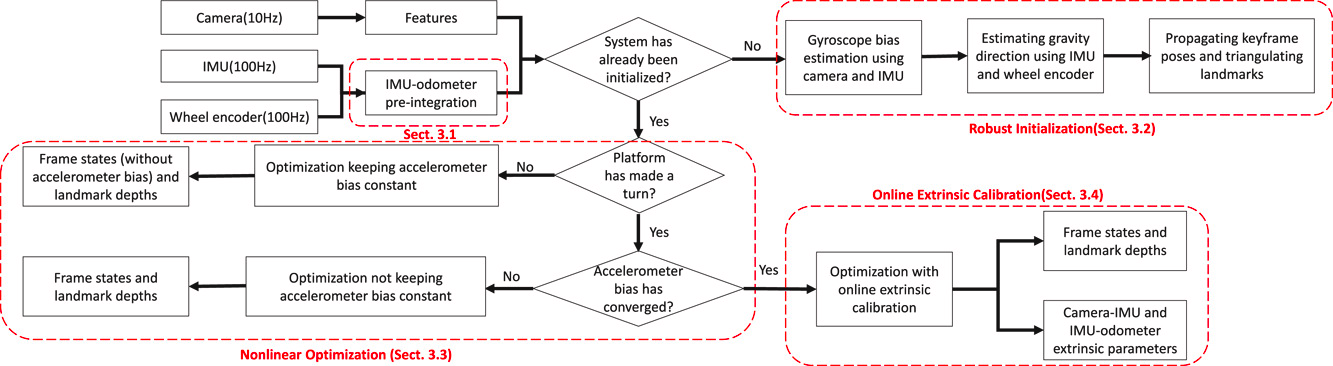 Camera(10Hz)
Features
IMU(100Hz)
Wheel encoder(100Hz)
IMU-odometer
pre-integration
Sect. 3.1
System has
already been
initialized?
No
Yes
Gyroscope bias
estimation using
camera and IMU
Estimating gravity
direction using IMU
and wheel encoder
Propagating keyframe
poses and triangulating
landmarks
Robust Initialization(Sect. 3.2)
Platform
has made a
turn?
No
Yes
Optimization keeping accelerometer
bias constant
Frame states (without
accelerometer bias) and
landmark depths
Accelerometer
bias has
converged?
No
Yes
Optimization not keeping
accelerometer bias constant
Frame states and
landmark depths
Nonlinear Optimization (Sect. 3.3)
Online Extrinsic Calibration(Sect. 3.4)
Optimization with
online extrinsic
calibration
Frame states and
landmark depths
Camera-IMU and
IMU-odometer
extrinsic parameters